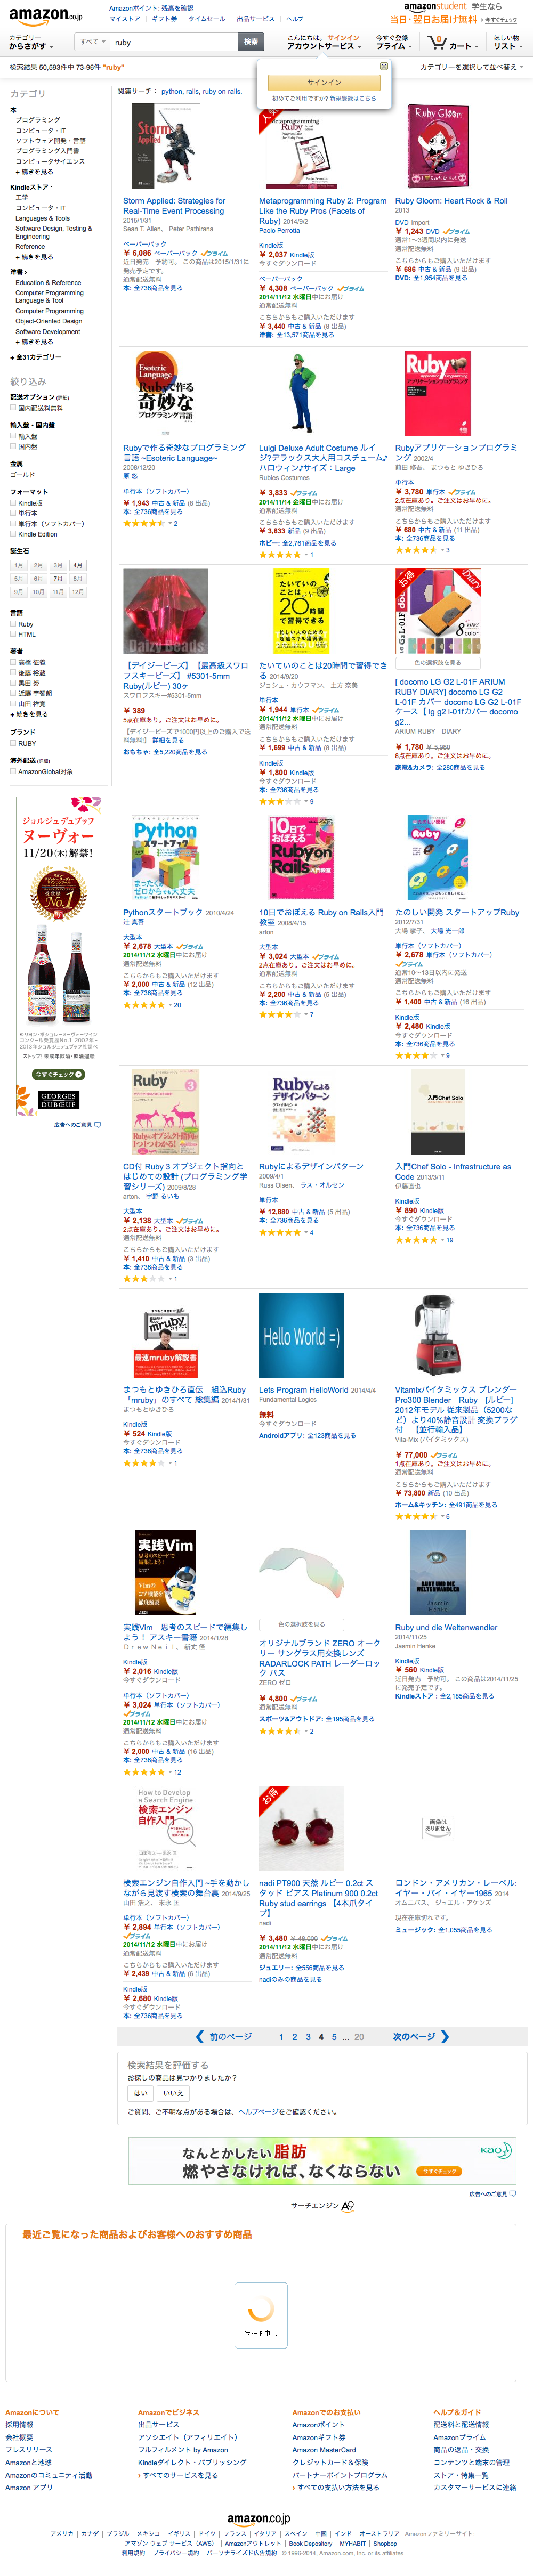 amazon.co.jp
Amazonポイント: 残高を確認
マイストア ギフト券 タイムセール 出品サービス ヘルプ
amazonstudent 学生なら
当日・翌日お届け無料 今すぐチェック
カテゴリー
からさがす
すべて
ruby
検索
こんにちは。サインイン
アカウントサービス
今すぐ登録
プライム
0
カート
ほしい物
リスト
サインイン
初めてご利用ですか? 新規登録はこちら
検索結果 50,593件中 73-96件 "ruby"
カテゴリーを選択して並べ替え
カテゴリ
本
プログラミング
コンピュータ・IT
ソフトウェア開発・言語
プログラミング入門書
コンピュータサイエンス
+ 続きを見る
Kindleストア
工学
コンピュータ・IT
Languages & Tools
Software Design, Testing &
Engineering
Reference
+ 続きを見る
洋書
Education & Reference
Computer Programming
Language & Tool
Computer Programming
Object-Oriented Design
Software Development
+ 続きを見る
+ 全31カテゴリー
絞り込み
配送オプション (詳細)
国内配送料無料
輸入盤・国内盤
輸入盤
国内盤
金属
ゴールド
フォーマット
Kindle版
単行本
単行本(ソフトカバー)
Kindle Edition
誕生石
1月 2月 3月 4月
5月 6月 7月 8月
9月 10月 11月 12月
言語
Ruby
HTML
著者
高橋 征義
後藤 裕蔵
黒田 努
近藤 宇智朗
山田 祥寛
+ 続きを見る
ブランド
RUBY
海外配送 (詳細)
AmazonGlobal対象
ジョルジュ デュブッフ
ヌーヴォー
11/20(木)解禁!
No.1
ストップ!未成年飲酒・飲酒運転
今すぐチェック
GEORGES
DUBŒUF
広告へのご意見
関連サーチ: python, rails, ruby on rails.
Storm Applied: Strategies for
Real-Time Event Processing
2015/1/31
Sean T. Allen、 Peter Pathirana
ペーパーバック
¥ 6,086 ペーパーバック プライム
近日発売 予約可。 この商品は2015/1/31に
発売予定です。
通常配送無料
本: 全736商品を見る
Metaprogramming Ruby 2: Program
Like the Ruby Pros (Facets of
Ruby) 2014/9/2
Paolo Perrotta
Kindle版
¥ 2,037 Kindle版
今すぐダウンロード
ペーパーバック
¥ 4,308 ペーパーバック プライム
2014/11/12 水曜日中にお届け
通常配送無料
こちらからもご購入いただけます
¥ 3,440 中古 & 新品 (8 出品)
洋書: 全13,571商品を見る
Ruby Gloom: Heart Rock & Roll
2013
DVD Import
¥ 1,243 DVD プライム
通常1~3週間以内に発送
通常配送無料
こちらからもご購入いただけます
¥ 686 中古 & 新品 (9 出品)
DVD: 全1,954商品を見る
Rubyで作る奇妙なプログラミング
言語 ~Esoteric Language~
2008/12/20
原 悠
単行本(ソフトカバー)
¥ 1,943 中古 & 新品 (8 出品)
本: 全736商品を見る
2
Luigi Deluxe Adult Costume ルイ
ジ?デラックス大人用コスチューム♪
ハロウィン♪サイズ:Large
Rubies Costumes
¥ 3,833 プライム
2014/11/14 金曜日中にお届け
通常配送無料
こちらからもご購入いただけます
¥ 3,833 新品 (9 出品)
ホビー: 全2,761商品を見る
1
Rubyアプリケーションプログラミ
ング 2002/4
前田 修吾、 まつもと ゆきひろ
単行本
¥ 3,780 単行本 プライム
2点在庫あり。ご注文はお早めに。
通常配送無料
こちらからもご購入いただけます
¥ 680 中古 & 新品 (11 出品)
本: 全736商品を見る
3
【デイジービーズ】【最高級スワロ
フスキービーズ】 #5301-5mm
Ruby(ルビー) 30ヶ
スワロフスキー#5301-5mm
¥ 389
5点在庫あり。ご注文はお早めに。
【デイジービーズで1000円以上のご購入で送
料無料!】 詳細を見る
おもちゃ: 全5,220商品を見る
たいていのことは20時間で習得でき
る 2014/9/20
ジョシュ・カウフマン、 土方 奈美
単行本
¥ 1,944 単行本 プライム
2014/11/12 水曜日中にお届け
通常配送無料
こちらからもご購入いただけます
¥ 1,699 中古 & 新品 (8 出品)
Kindle版
¥ 1,800 Kindle版
今すぐダウンロード
本: 全736商品を見る
9
色の選択肢を見る
[ docomo LG G2 L-01F ARIUM
RUBY DIARY] docomo LG G2
L-01F カバー docomo LG G2 L-01F
ケース【 lg g2 l-01fカバー docomo
g2...
ARIUM RUBY DIARY
¥ 1,780 ¥ 5,980
8点在庫あり。ご注文はお早めに。
家電&カメラ: 全280商品を見る
Pythonスタートブック 2010/4/24
辻 真吾
大型本
¥ 2,678 大型本 プライム
2014/11/12 水曜日中にお届け
通常配送無料
こちらからもご購入いただけます
¥ 2,000 中古 & 新品 (12 出品)
本: 全736商品を見る
20
10日でおぼえる Ruby on Rails入門
教室 2008/4/15
arton
大型本
¥ 3,024 大型本 プライム
2点在庫あり。ご注文はお早めに。
通常配送無料
こちらからもご購入いただけます
¥ 2,200 中古 & 新品 (5 出品)
本: 全736商品を見る
7
たのしい開発 スタートアップRuby
2012/7/31
大場 寧子、 大場 光一郎
単行本(ソフトカバー)
¥ 2,678 単行本(ソフトカバー)
プライム
通常10~13日以内に発送
通常配送無料
こちらからもご購入いただけます
¥ 1,400 中古 & 新品 (16 出品)
Kindle版
¥ 2,480 Kindle版
今すぐダウンロード
本: 全736商品を見る
9
CD付 Ruby 3 オブジェクト指向と
はじめての設計 (プログラミング学
習シリーズ) 2009/8/28
arton、 宇野 るいも
大型本
¥ 2,138 大型本 プライム
2点在庫あり。ご注文はお早めに。
通常配送無料
こちらからもご購入いただけます
¥ 1,410 中古 & 新品 (3 出品)
本: 全736商品を見る
1
Rubyによるデザインパターン
2009/4/1
Russ Olsen、 ラス・オルセン
単行本
¥ 12,880 中古 & 新品 (5 出品)
本: 全736商品を見る
4
入門Chef Solo - Infrastructure as
Code 2013/3/11
伊藤直也
Kindle版
¥ 890 Kindle版
今すぐダウンロード
本: 全736商品を見る
19
まつもとゆきひろ直伝 組込Ruby
「mruby」のすべて 総集編 2014/1/31
まつもとゆきひろ
Kindle版
¥ 524 Kindle版
今すぐダウンロード
本: 全736商品を見る
1
Hello World =)
Lets Program HelloWorld 2014/4/4
Fundamental Logics
無料
今すぐダウンロード
Androidアプリ: 全123商品を見る
Vitamixバイタミックス ブレンダー
Pro300 Blender Ruby [ルビー]
2012年モデル 従来製品(5200な
ど)より40%静音設計 変換プラグ
付 【並行輸入品】
Vita-Mix (バイタミックス)
¥ 77,000 プライム
1点在庫あり。ご注文はお早めに。
通常配送無料
こちらからもご購入いただけます
¥ 73,800 新品 (10 出品)
ホーム&キッチン: 全491商品を見る
6
実践Vim 思考のスピードで編集し
よう! アスキー書籍 2014/1/28
Drew Neil、 新丈 径
Kindle版
¥ 2,016 Kindle版
今すぐダウンロード
単行本(ソフトカバー)
¥ 3,024 単行本(ソフトカバー)
プライム
2014/11/12 水曜日中にお届け
通常配送無料
こちらからもご購入いただけます
¥ 2,000 中古 & 新品 (16 出品)
本: 全736商品を見る
12
色の選択肢を見る
オリジナルブランド ZERO オーク
リー サングラス用交換レンズ
RADARLOCK PATH レーダーロッ
ク パス
ZERO ゼロ
¥ 4,800 プライム
通常配送無料
スポーツ&アウトドア: 全195商品を見る
2
Ruby und die Weltenwandler
2014/11/25
Jasmin Henke
Kindle版
¥ 560 Kindle版
近日発売 予約可。 この商品は2014/11/25
に発売予定です。
Kindleストア : 全2,185商品を見る
検索エンジン自作入門 ~手を動かし
ながら見渡す検索の舞台裏 2014/9/25
山田 浩之、 末永 匡
単行本(ソフトカバー)
¥ 2,894 単行本(ソフトカバー)
プライム
2014/11/12 水曜日中にお届け
通常配送無料
こちらからもご購入いただけます
¥ 2,439 中古 & 新品 (6 出品)
Kindle版
¥ 2,680 Kindle版
今すぐダウンロード
本: 全736商品を見る
nadi PT900 天然 ルビー 0.2ct ス
タッド ピアス Platinum 900 0.2ct
Ruby stud earrings 【4本爪タイ
プ】
nadi
¥ 3,480 ¥ 48,000 プライム
2014/11/12 水曜日中にお届け
通常配送無料
ジュエリー: 全556商品を見る
nadiのみの商品を見る
画像は
ありません
ロンドン・アメリカン・レーベル:
イヤー・バイ・イヤー1965 2014
オムニバス、 ジュエル・アケンズ
現在在庫切れです。
ミュージック: 全1,055商品を見る
前のページ 1 2 3 4 5 ... 20 次のページ
検索結果を評価する
お探しの商品は見つかりましたか?
はい いいえ
ご質問、ご不明な点がある場合は、ヘルプページをご確認ください。
なんとかしたい脂肪
燃やさなければ、なくならない
今すぐチェック
KAO
広告へのご意見
サーチエンジン A9
最近ご覧になった商品およびお客様へのおすすめ商品
ロード中...
Amazonについて
採用情報
会社概要
プレスリリース
Amazonと地球
Amazonのコミュニティ活動
Amazon アプリ
Amazonでビジネス
出品サービス
アソシエイト(アフィリエイト)
フルフィルメント by Amazon
Kindleダイレクト・パブリッシング
› すべてのサービスを見る
Amazonでのお支払い
Amazonポイント
Amazonギフト券
Amazon MasterCard
クレジットカード&保険
パートナーポイントプログラム
› すべての支払い方法を見る
ヘルプ&ガイド
配送料と配送情報
Amazonプライム
商品の返品・交換
コンテンツと端末の管理
ストア・特集一覧
カスタマーサービスに連絡
amazon.co.jp
アメリカ カナダ ブラジル メキシコ イギリス ドイツ フランス イタリア スペイン 中国 インド オーストラリア Amazonファミリーサイト:
アマゾン ウェブ サービス(AWS) Amazonアウトレット Book Depository MYHABIT Shopbop
利用規約 プライバシー規約 パーソナライズド広告規約 © 1996-2014, Amazon.com, Inc. or its affiliates